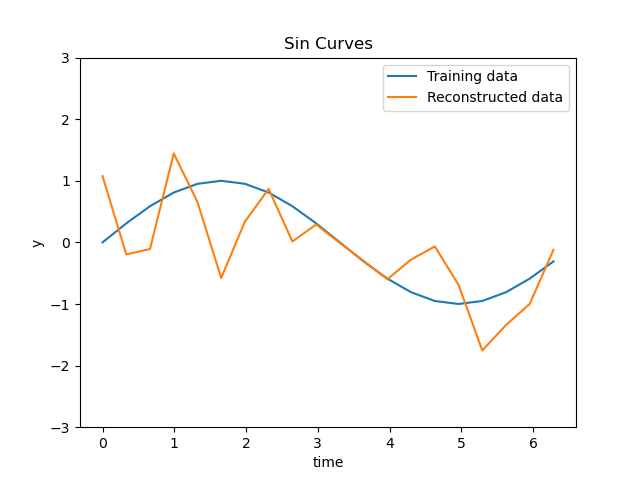 Sin Curves
Training data
Reconstructed data
3
2
1
0
−1
−2
−3
y
0 1 2 3 4 5 6
time